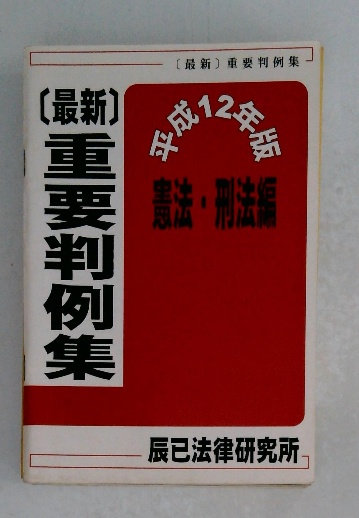 〔最新〕重要判例集
〔最新〕
重要判例集
平成12年版
憲法・刑法編
辰已法律研究所